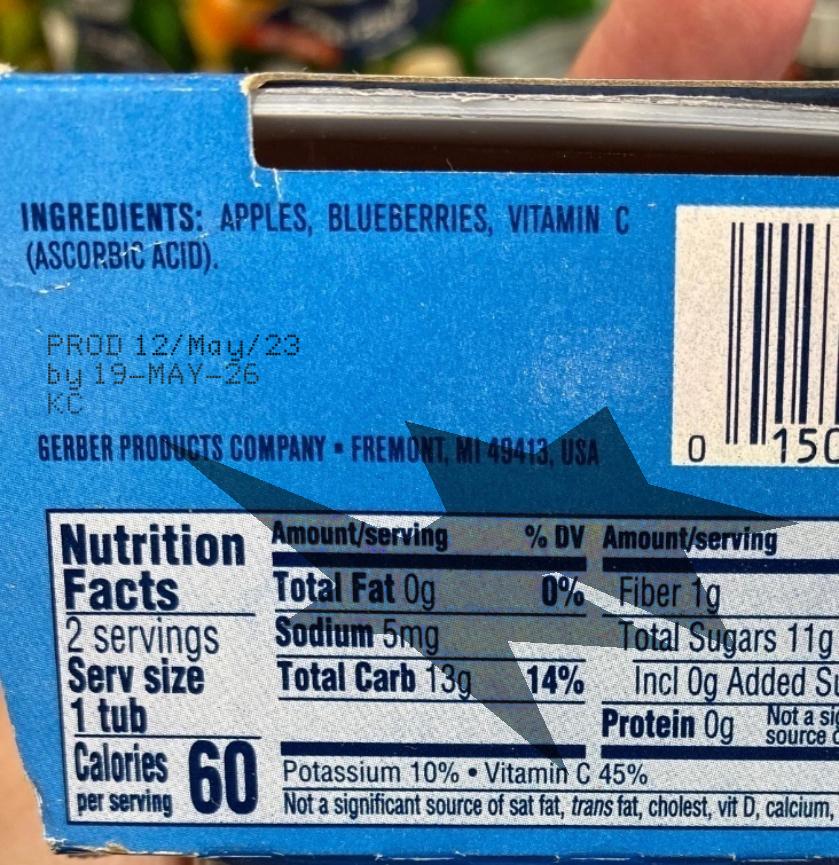 INGREDIENTS: APPLES, BLUEBERRIES, VITAMIN C
(ASCORBIC ACID).
PROD 12/May/23
by 19-MAY-26
KC
GERBER PRODUCTS COMPANY • FREMONT, MI 49413, USA
0 150
Nutrition
Facts
2 servings
Serv size
1 tub
Calories
per serving 60
Amount/serving % DV
Total Fat 0g 0%
Sodium 5mg
Total Carb 13g 14%
Amount/serving
Fiber 1g
Total Sugars 11g
Incl 0g Added
Protein 0g Not a
source
Potassium 10% • Vitamin C 45%
Not a significant source of sat fat, trans fat, cholest, vit D, calcium,